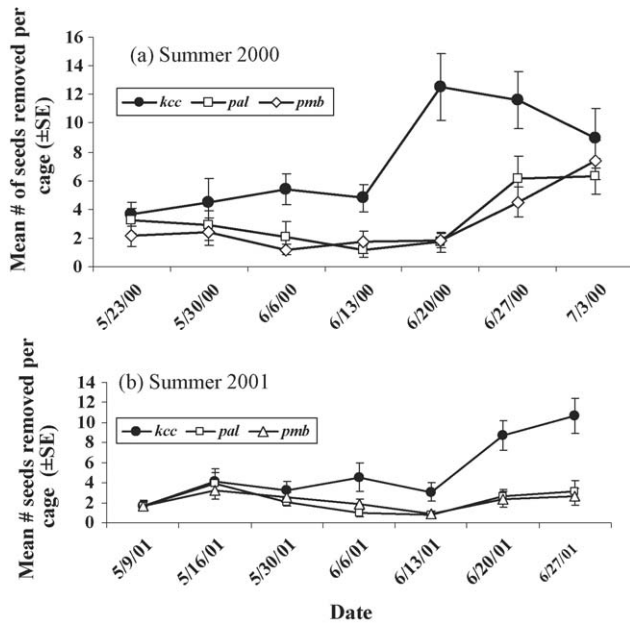 (a) Summer 2000
kcc pal pmb
Mean # of seeds removed per
cage (±SE)
16
14
12
10
8
6
4
2
0
5/23/00 5/30/00 6/6/00 6/13/00 6/20/00 6/27/00 7/3/00
(b) Summer 2001
kcc pal pmb
Mean # seeds removed per
cage (±SE)
14
12
10
8
6
4
2
0
5/9/01 5/16/01 5/30/01 6/6/01 6/13/01 6/20/01 6/27/01
Date